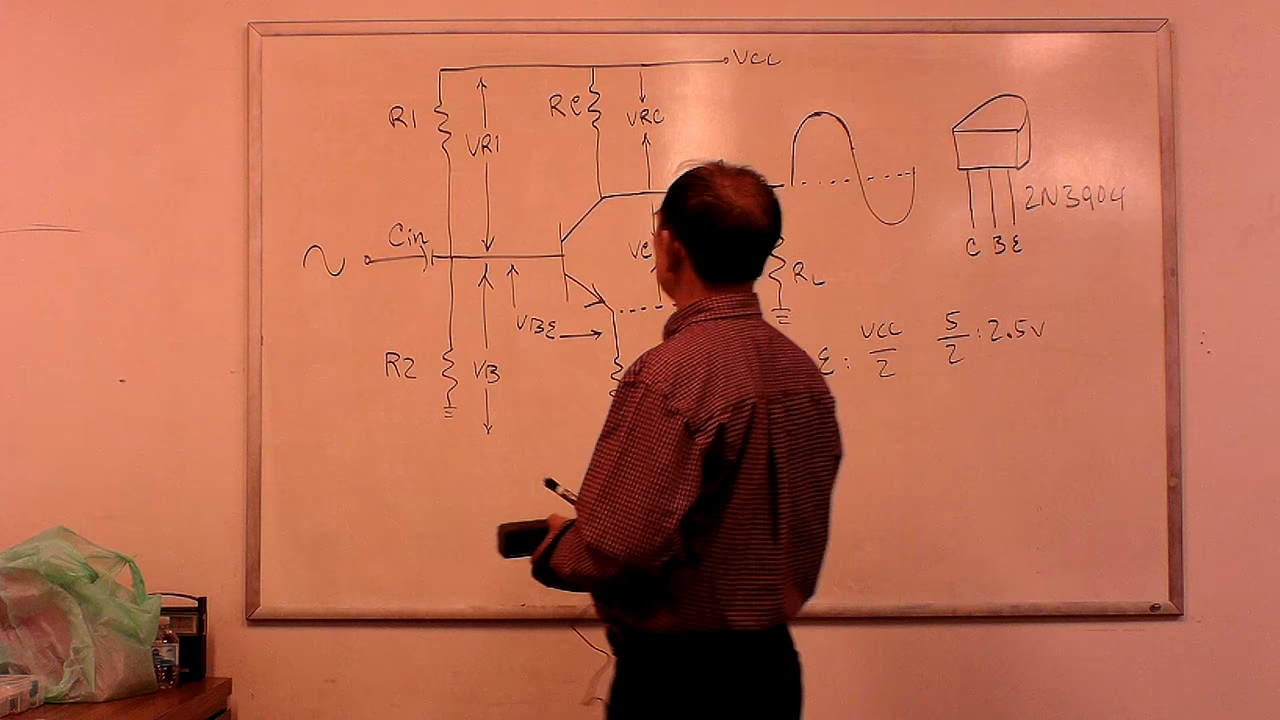 VCC
R1
VR1
RC
VRC
2N3904
C B E
Cin
VBE
RL
R2
VB
E: VCC/2 5/2 : 2.5V